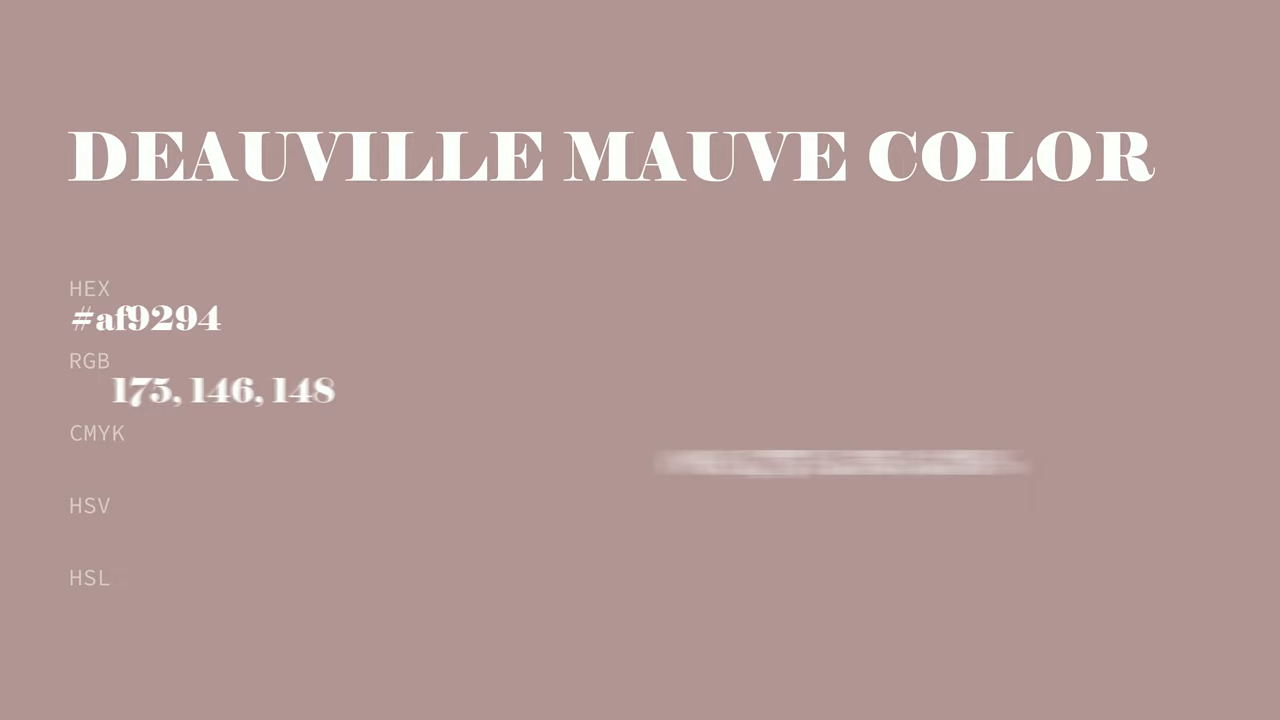 DEAUVILLE MAUVE COLOR
HEX
#af9294
RGB
175, 146, 148
CMYK
HSV
HSL